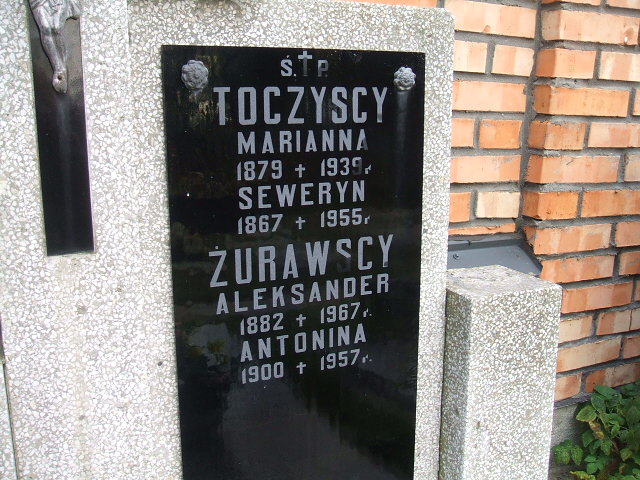 Ś.†P.
TOCZYSCY
MARIANNA
1879 † 1939r.
SEWERYN
1867 † 1955r.
ŻURAWSCY
ALEKSANDER
1882 † 1967r.
ANTONINA
1900 † 1957r.